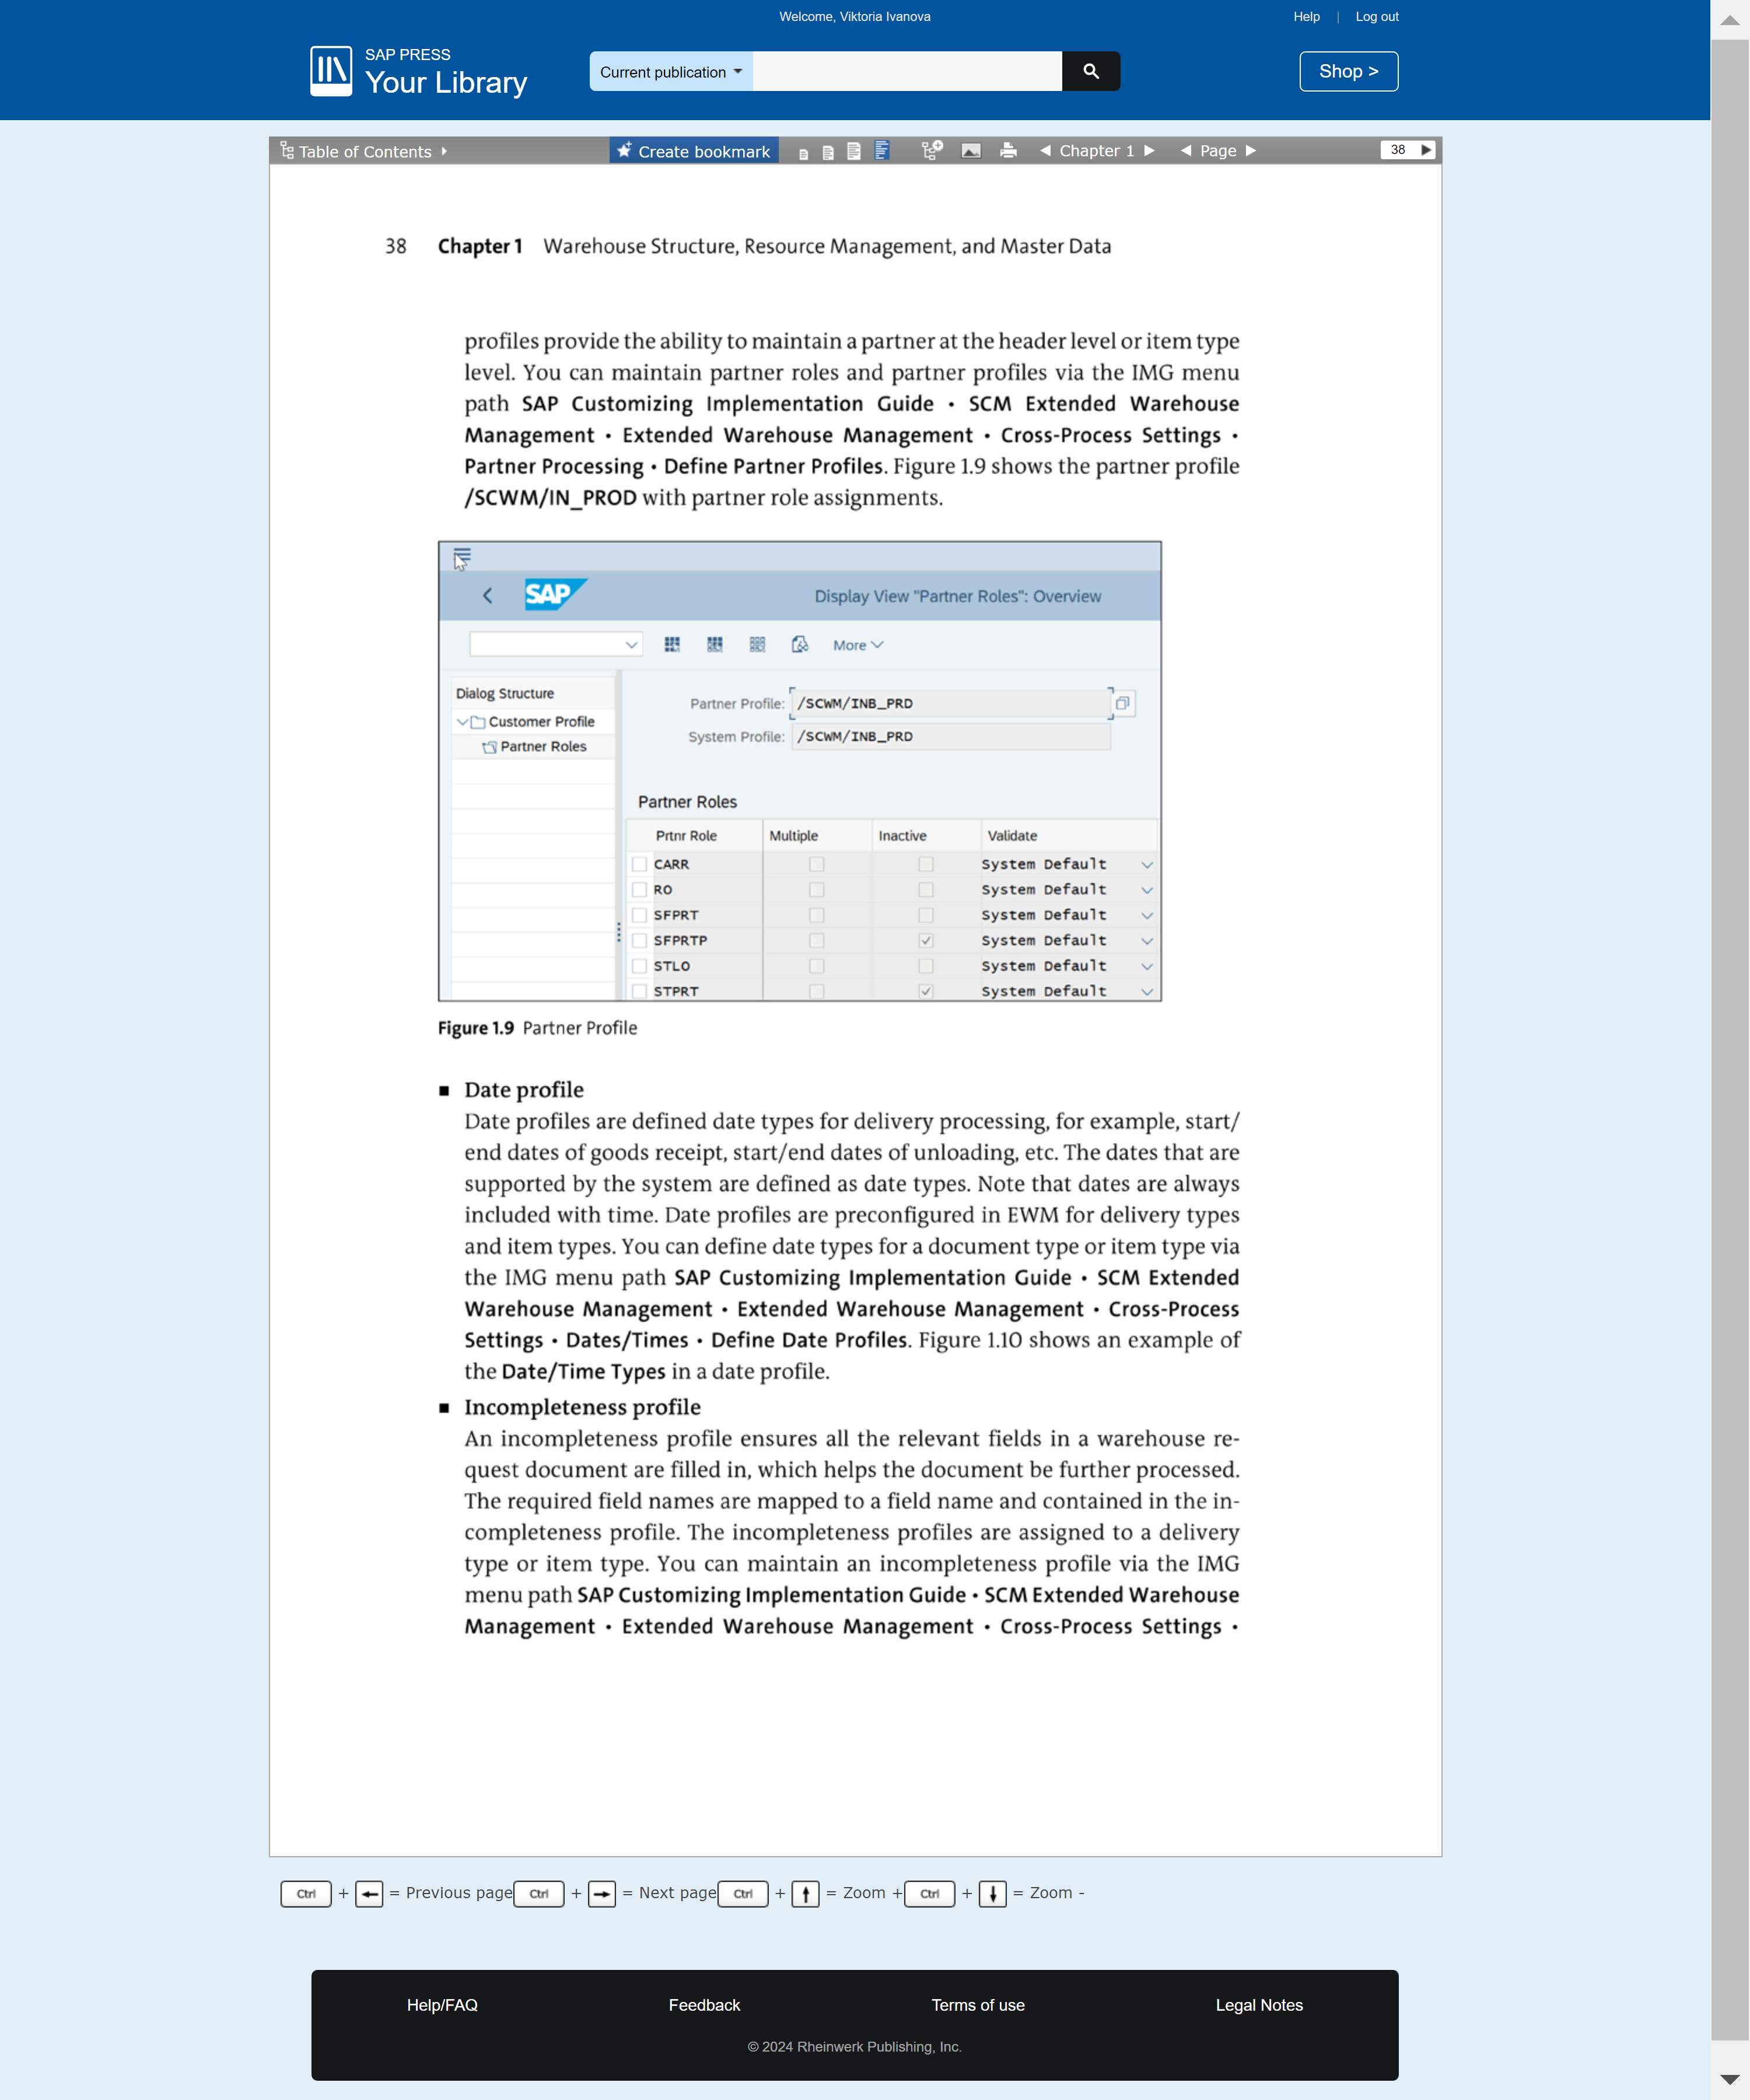 Welcome, Viktoria Ivanova
Help | Log out
SAP PRESS
Your Library
Current publication
Shop >
Table of Contents
Create bookmark
Chapter 1
Page
38
38 Chapter 1 Warehouse Structure, Resource Management, and Master Data
profiles provide the ability to maintain a partner at the header level or item type
level. You can maintain partner roles and partner profiles via the IMG menu
path SAP Customizing Implementation Guide • SCM Extended Warehouse
Management • Extended Warehouse Management • Cross-Process Settings •
Partner Processing • Define Partner Profiles. Figure 1.9 shows the partner profile
/SCWM/IN_PROD with partner role assignments.
SAP
Display View "Partner Roles": Overview
More
Dialog Structure
Customer Profile
Partner Roles
Partner Profile: /SCWM/INB_PRD
System Profile: /SCWM/INB_PRD
Partner Roles
Prtnr Role Multiple Inactive Validate
CARR System Default
RO System Default
SFPRT System Default
SFPRTP System Default
STLO System Default
STPRT System Default
Figure 1.9 Partner Profile
■ Date profile
Date profiles are defined date types for delivery processing, for example, start/
end dates of goods receipt, start/end dates of unloading, etc. The dates that are
supported by the system are defined as date types. Note that dates are always
included with time. Date profiles are preconfigured in EWM for delivery types
and item types. You can define date types for a document type or item type via
the IMG menu path SAP Customizing Implementation Guide • SCM Extended
Warehouse Management • Extended Warehouse Management • Cross-Process
Settings • Dates/Times • Define Date Profiles. Figure 1.10 shows an example of
the Date/Time Types in a date profile.
■ Incompleteness profile
An incompleteness profile ensures all the relevant fields in a warehouse re-
quest document are filled in, which helps the document be further processed.
The required field names are mapped to a field name and contained in the in-
completeness profile. The incompleteness profiles are assigned to a delivery
type or item type. You can maintain an incompleteness profile via the IMG
menu path SAP Customizing Implementation Guide • SCM Extended Warehouse
Management • Extended Warehouse Management • Cross-Process Settings •
Ctrl + ← = Previous page Ctrl + → = Next page Ctrl + ↑ = Zoom + Ctrl + ↓ = Zoom -
Help/FAQ
Feedback
Terms of use
Legal Notes
© 2024 Rheinwerk Publishing, Inc.